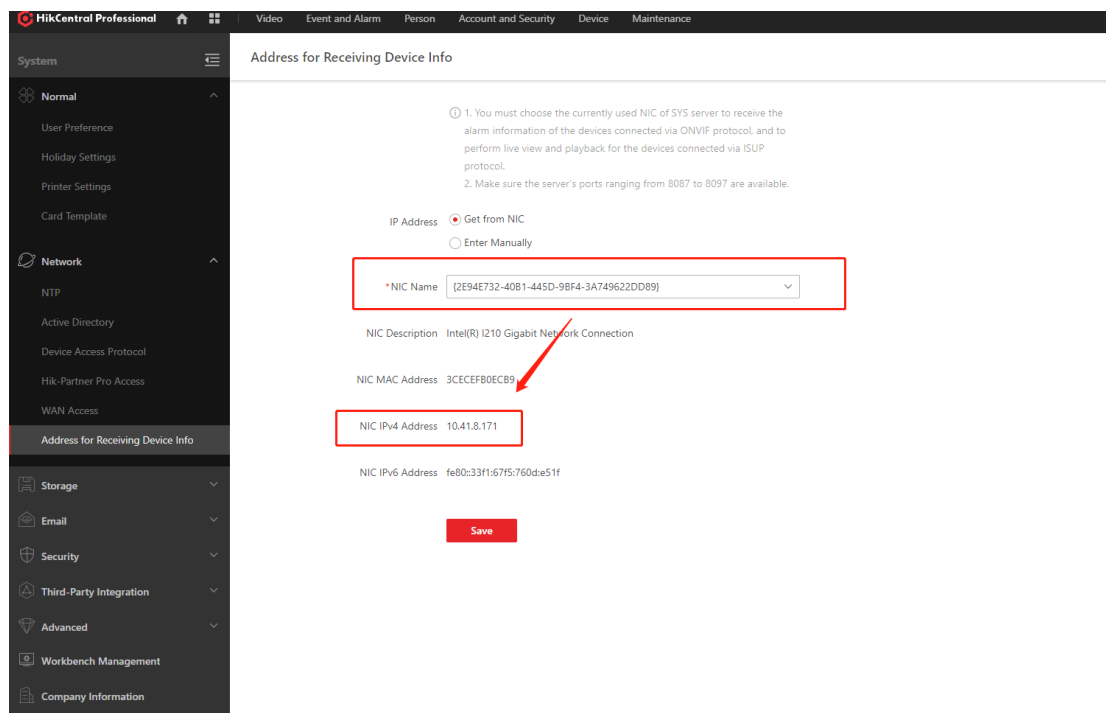 HikCentral Professional
Video
Event and Alarm
Person
Account and Security
Device
Maintenance
System
Address for Receiving Device Info
Normal
User Preference
Holiday Settings
Printer Settings
Card Template
Network
NTP
Active Directory
Device Access Protocol
Hik-Partner Pro Access
WAN Access
Address for Receiving Device Info
Storage
Email
Security
Third-Party Integration
Advanced
Workbench Management
Company Information
1. You must choose the currently used NIC of SYS server to receive the
alarm information of the devices connected via ONVIF protocol, and to
perform live view and playback for the devices connected via ISUP
protocol.
2. Make sure the server's ports ranging from 8087 to 8097 are available.
IP Address
Get from NIC
Enter Manually
*NIC Name {2E94E732-40B1-445D-9BF4-3A749622DD89}
NIC Description Intel(R) I210 Gigabit Network Connection
NIC MAC Address 3CECEFB0ECB9
NIC IPv4 Address 10.41.8.171
NIC IPv6 Address fe80::33f1:67f5:760d:e51f
Save